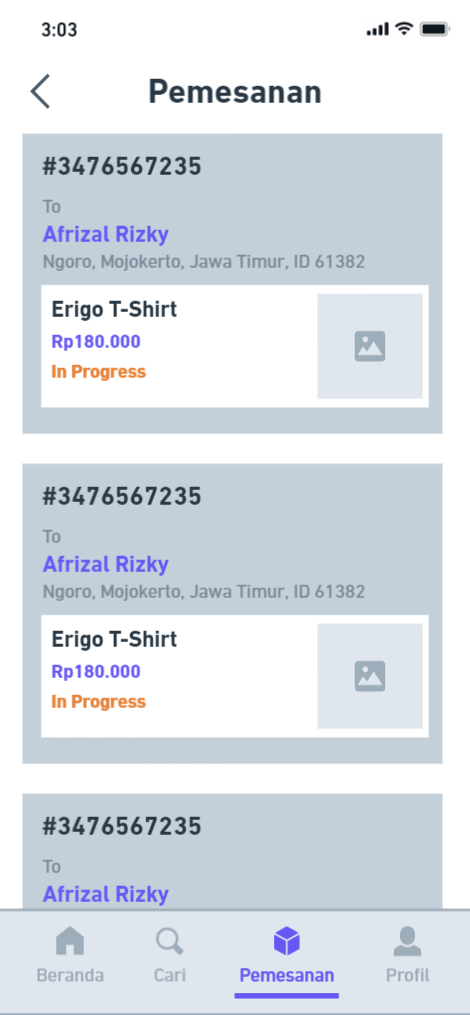 3:03
Pemesanan
#3476567235
To
Afrizal Rizky
Ngoro, Mojokerto, Jawa Timur, ID 61382
Erigo T-Shirt
Rp180.000
In Progress
#3476567235
To
Afrizal Rizky
Ngoro, Mojokerto, Jawa Timur, ID 61382
Erigo T-Shirt
Rp180.000
In Progress
#3476567235
To
Afrizal Rizky
Beranda
Cari
Pemesanan
Profil